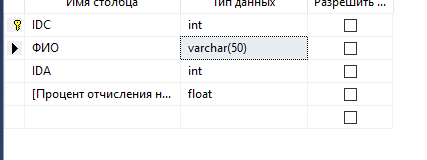 Имя столбца Тип данных Разрешить ...
IDC int
ФИО varchar(50)
IDA int
[Процент отчисления н... float